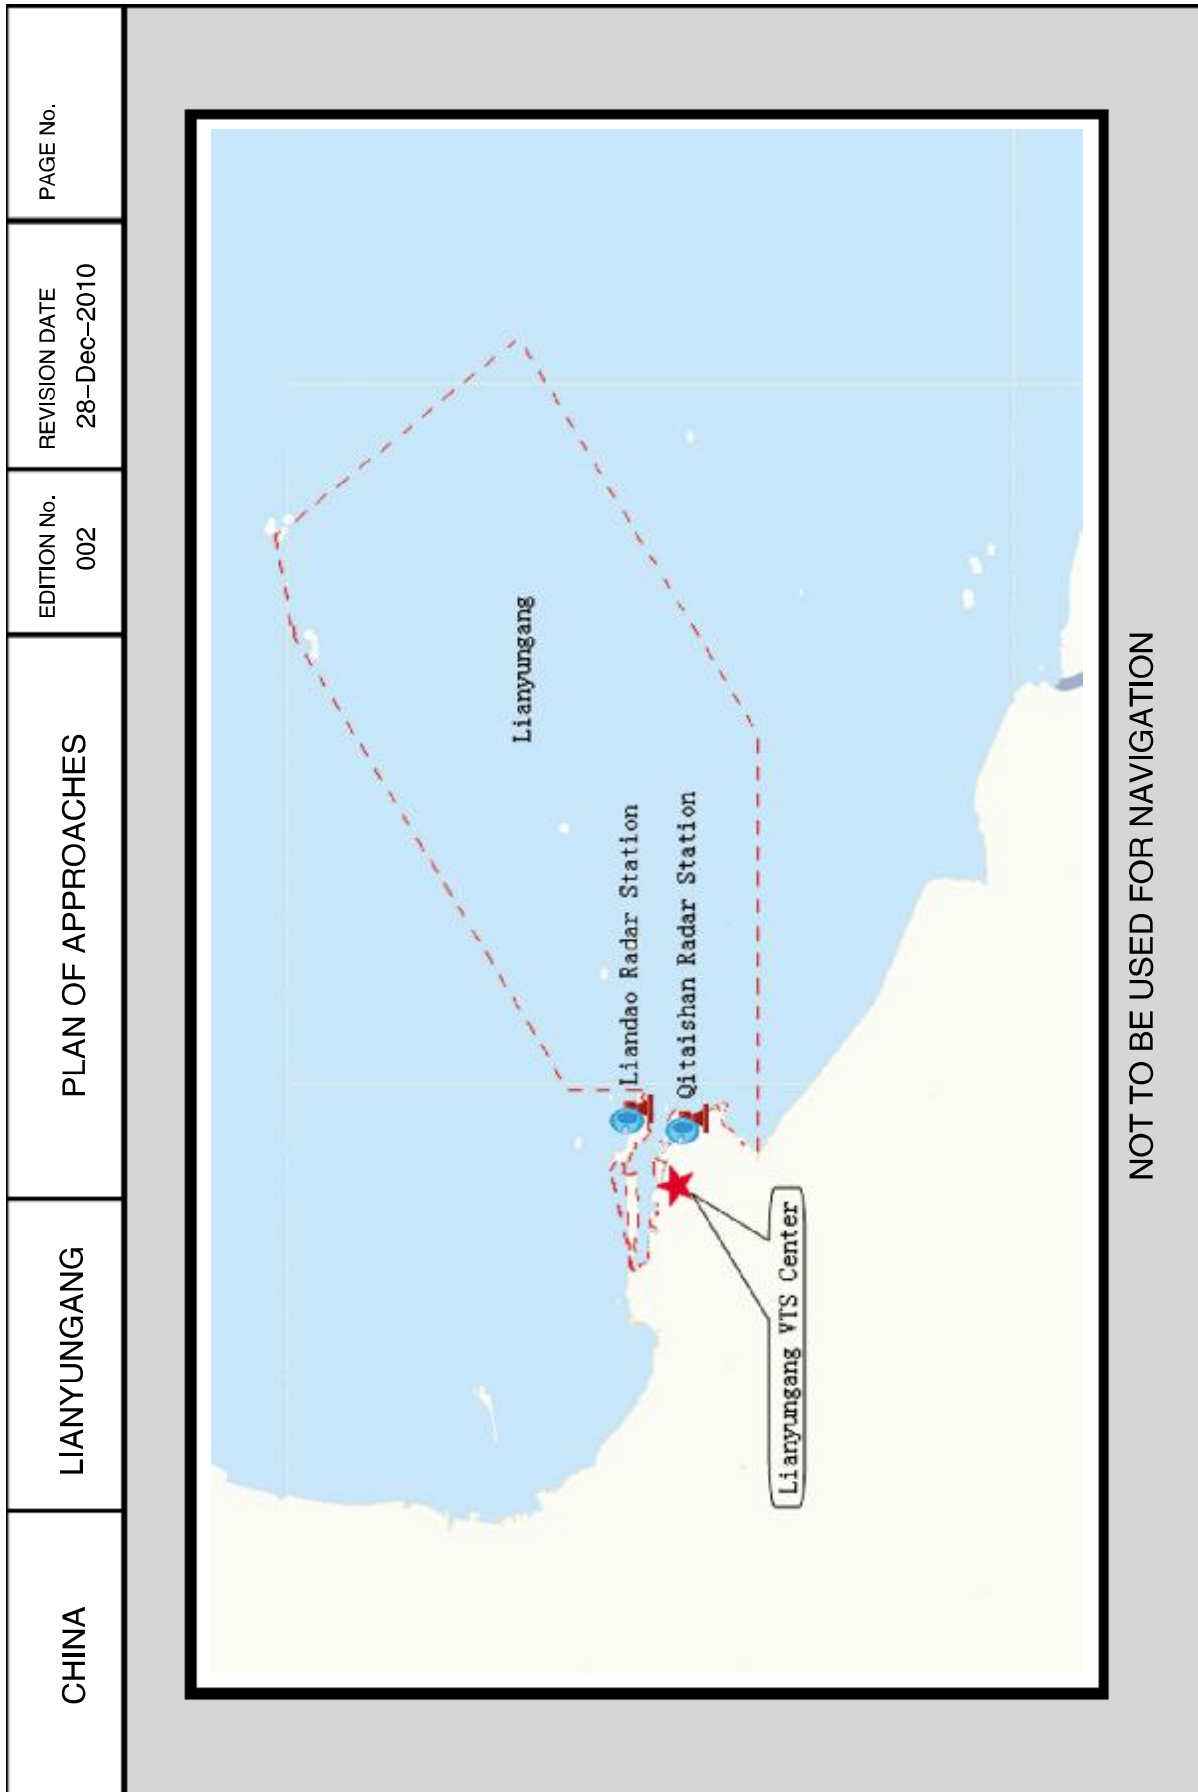 CHINA
LIANYUNGANG
PLAN OF APPROACHES
EDITION No.
002
REVISION DATE
28–Dec–2010
PAGE No.
Lianyungang
Liandao Radar Station
Qitaishan Radar Station
Lianyungang VTS Center
NOT TO BE USED FOR NAVIGATION